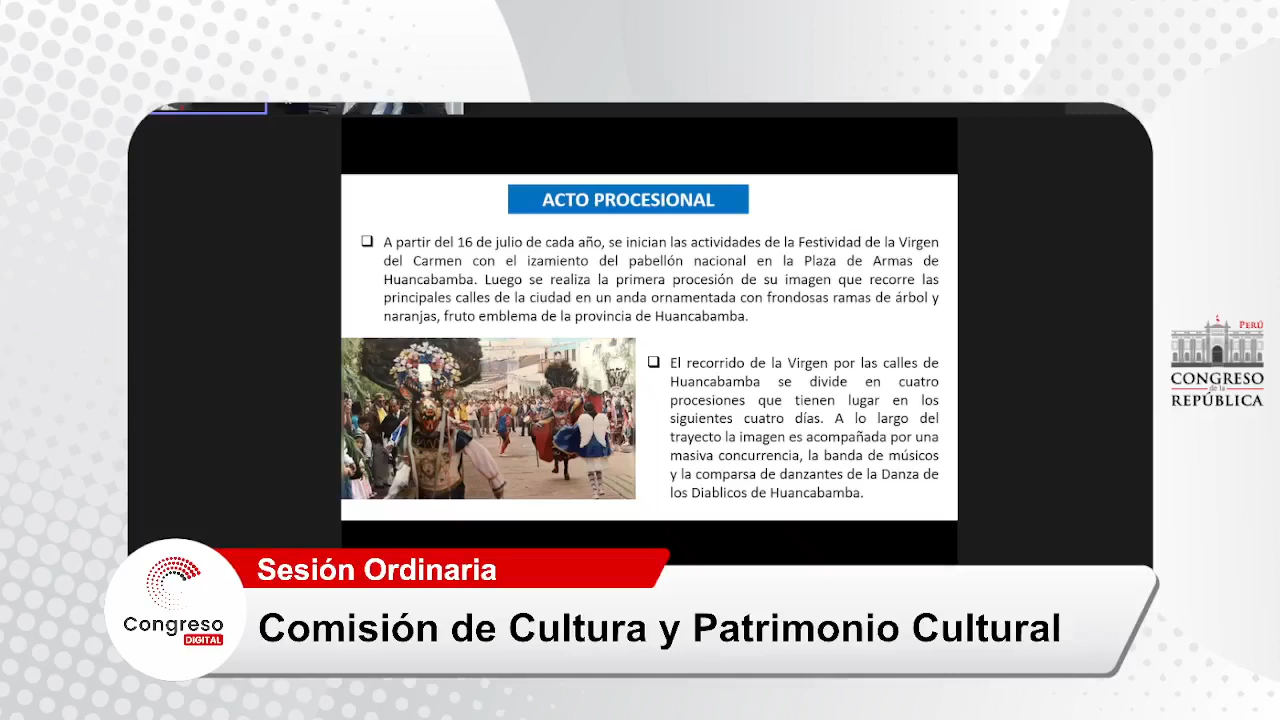 ACTO PROCESIONAL
❑ A partir del 16 de julio de cada año, se inician las actividades de la Festividad de la Virgen
del Carmen con el izamiento del pabellón nacional en la Plaza de Armas de
Huancabamba. Luego se realiza la primera procesión de su imagen que recorre las
principales calles de la ciudad en un anda ornamentada con frondosas ramas de árbol y
naranjas, fruto emblema de la provincia de Huancabamba.
❑ El recorrido de la Virgen por las calles de
Huancabamba se divide en cuatro
procesiones que tienen lugar en los
siguientes cuatro días. A lo largo del
trayecto la imagen es acompañada por una
masiva concurrencia, la banda de músicos
y la comparsa de danzantes de la Danza de
los Diablicos de Huancabamba.
PERÚ
CONGRESO
de la
REPÚBLICA
Sesión Ordinaria
Congreso
DIGITAL
Comisión de Cultura y Patrimonio Cultural